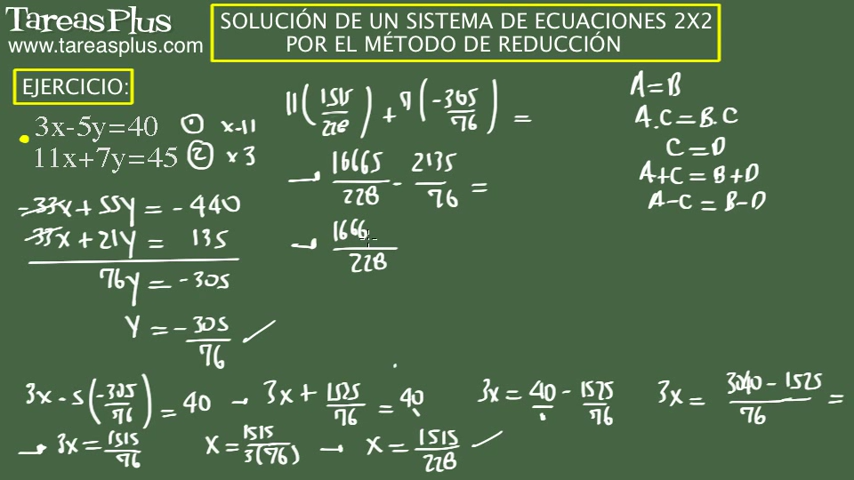 TareasPlus
www.tareasplus.com
SOLUCIÓN DE UN SISTEMA DE ECUACIONES 2X2
POR EL MÉTODO DE REDUCCIÓN
EJERCICIO:
3x-5y=40 ① x-11
11x+7y=45 ② x3
-33x + 55y = -440
33x + 21y = 135
76y = -305
y = -305/76 ✓
11(1515/228) + 7(-305/76) =
→ 16665/228 - 2135/76 =
→ 1666/228
A=B
A.C=B.C
C=D
A+C=B+D
A-C=B-D
3x-5(-305/76)=40 → 3x+1525/76=40 3x=40-1525/76 3x=3040-1525/76=
→ 3x=1515/76 x=1515/3(76) → x=1515/228 ✓